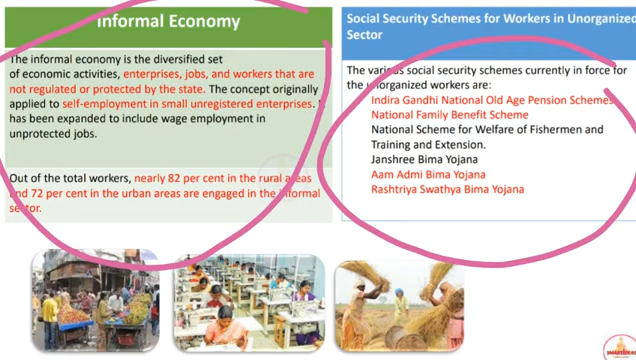 Informal Economy
The informal economy is the diversified set
of economic activities, enterprises, jobs, and workers that are
not regulated or protected by the state. The concept originally
applied to self-employment in small unregistered enterprises. It
has been expanded to include wage employment in
unprotected jobs.
Out of the total workers, nearly 82 per cent in the rural areas
and 72 per cent in the urban areas are engaged in the informal
sector.
Social Security Schemes for Workers in Unorganized
Sector
The various social security schemes currently in force for
the unorganized workers are:
Indira Gandhi National Old Age Pension Schemes
National Family Benefit Scheme
National Scheme for Welfare of Fishermen and
Training and Extension.
Janshree Bima Yojana
Aam Admi Bima Yojana
Rashtriya Swathya Bima Yojana